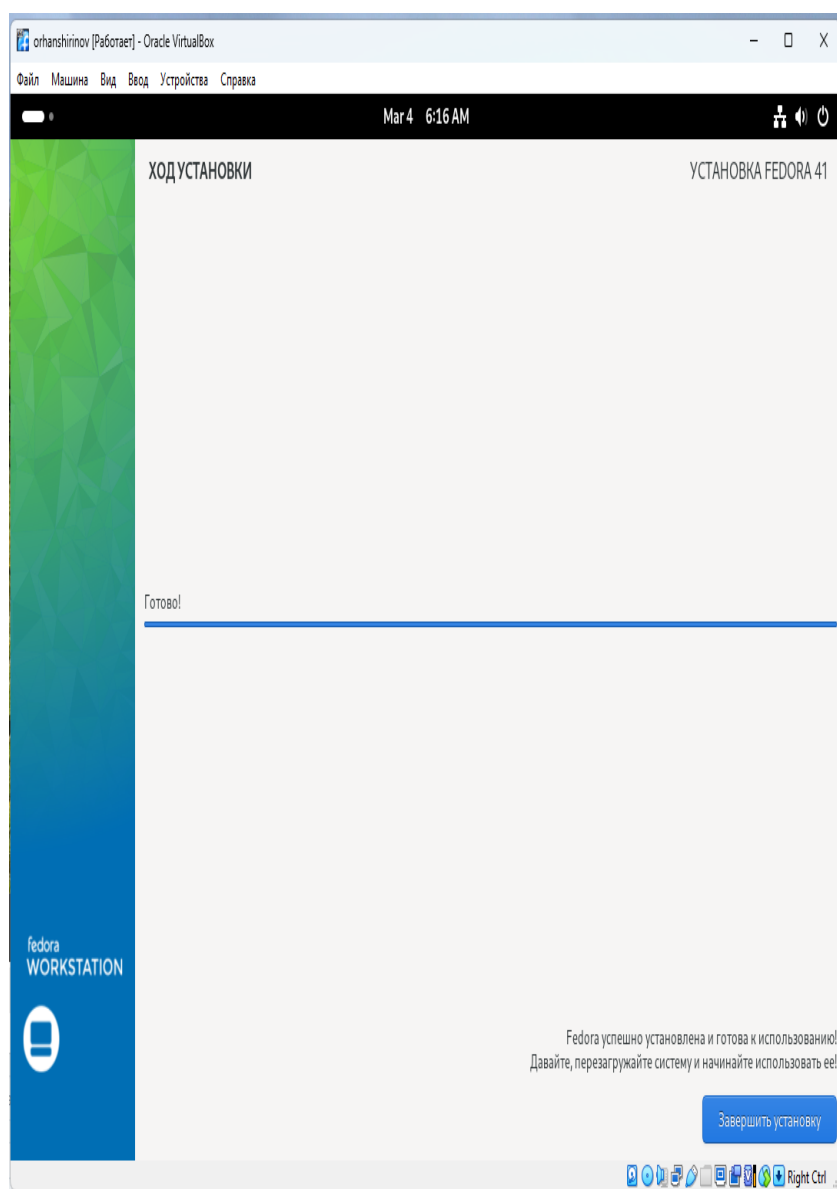 orhanshirinov [Работает] - Oracle VirtualBox
Файл Машина Вид Ввод Устройства Справка
Mar 4 6:16 AM
ХОД УСТАНОВКИ
УСТАНОВКА FEDORA 41
Готово!
fedora
WORKSTATION
Fedora успешно установлена и готова к использованию!
Давайте, перезагружайте систему и начинайте использовать ее!
Завершить установку
Right Ctrl